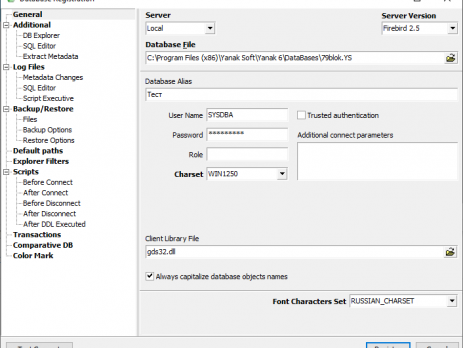 Database Registration
General
Additional
DB Explorer
SQL Editor
Extract Metadata
Log Files
Metadata Changes
SQL Editor
Script Executive
Backup/Restore
Files
Backup Options
Restore Options
Default paths
Explorer Filters
Scripts
Before Connect
After Connect
Before Disconnect
After Disconnect
After DDL Executed
Transactions
Comparative DB
Color Mark
Server
Local
Server Version
Firebird 2.5
Database File
C:\Program Files (x86)\Yanak Soft\Yanak 6\DataBases\79blok.YS
Database Alias
Тест
User Name SYSDBA
Trusted authentication
Password *********
Additional connect parameters
Role
Charset WIN1250
Client Library File
gds32.dll
Always capitalize database objects names
Font Characters Set RUSSIAN_CHARSET